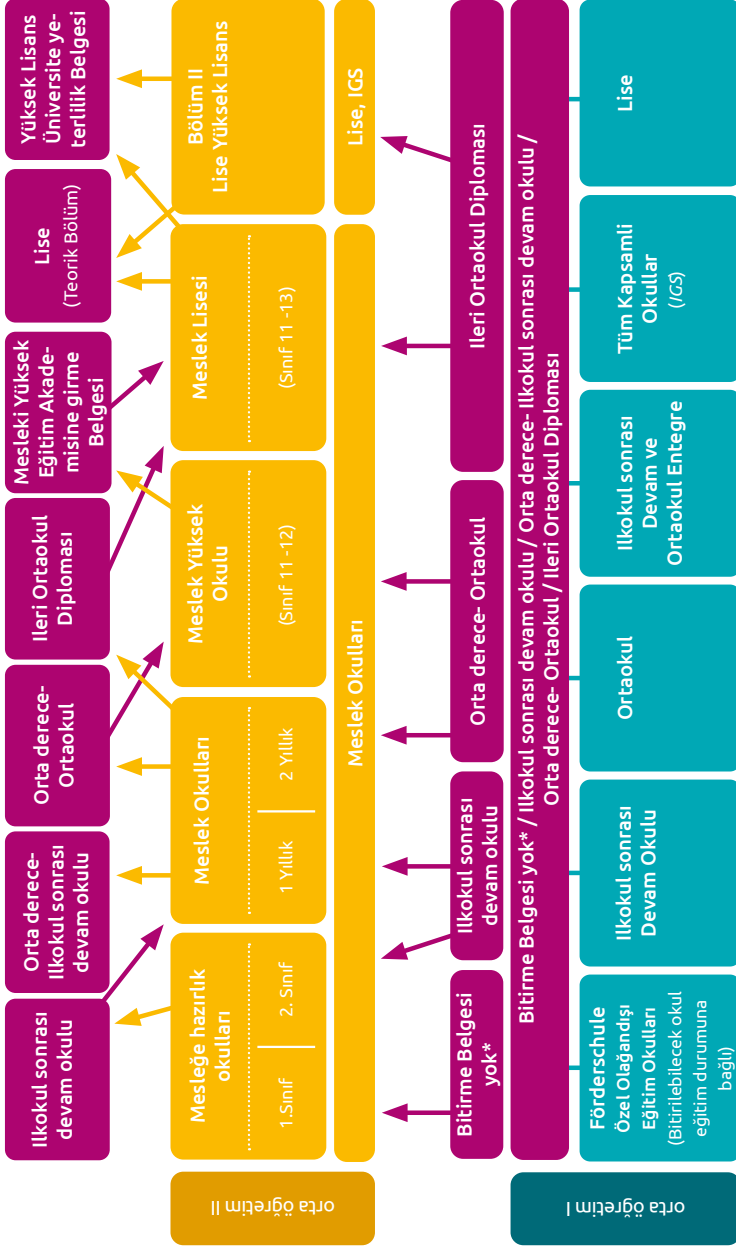 Ilkokul sonrası
devam okulu
Orta derece-
Ilkokul sonrası
devam okulu
Orta derece-
Ortaokul
Ileri Ortaokul
Diploması
Mesleki Yüksek
Eğitim Akade-
misine girme
Belgesi
Lise
(Teorik Bölüm)
Yüksek Lisans
Üniversite ye-
terlilik Belgesi
orta öğretim II
Mesleğe hazırlık
okulları
1.Sınıf
2. Sınıf
Meslek Okulları
1 Yıllık
2 Yıllık
Meslek Yüksek
Okulu
(Sınıf 11 -12)
Meslek Lisesi
(Sınıf 11 -13)
Bölüm II
Lise Yüksek Lisans
Meslek Okulları
Lise, IGS
Bitirme Belgesi
yok*
Ilkokul sonrası
devam okulu
Orta derece- Ortaokul
Ileri Ortaokul Diploması
orta öğretim I
Bitirme Belgesi yok* / Ilkokul sonrası devam okulu / Orta derece- Ilkokul sonrası devam okulu /
Orta derece- Ortaokul / Ileri Ortaokul Diploması
Förderschule
Özel Olağandışı
Eğitim Okulları
(Bitirilebilecek okul
eğitim durumuna
bağlı)
Ilkokul sonrası
Devam Okulu
Ortaokul
Ilkokul sonrası
Devam ve
Ortaokul Entegre
Tüm Kapsamli
Okullar
(IGS)
Lise